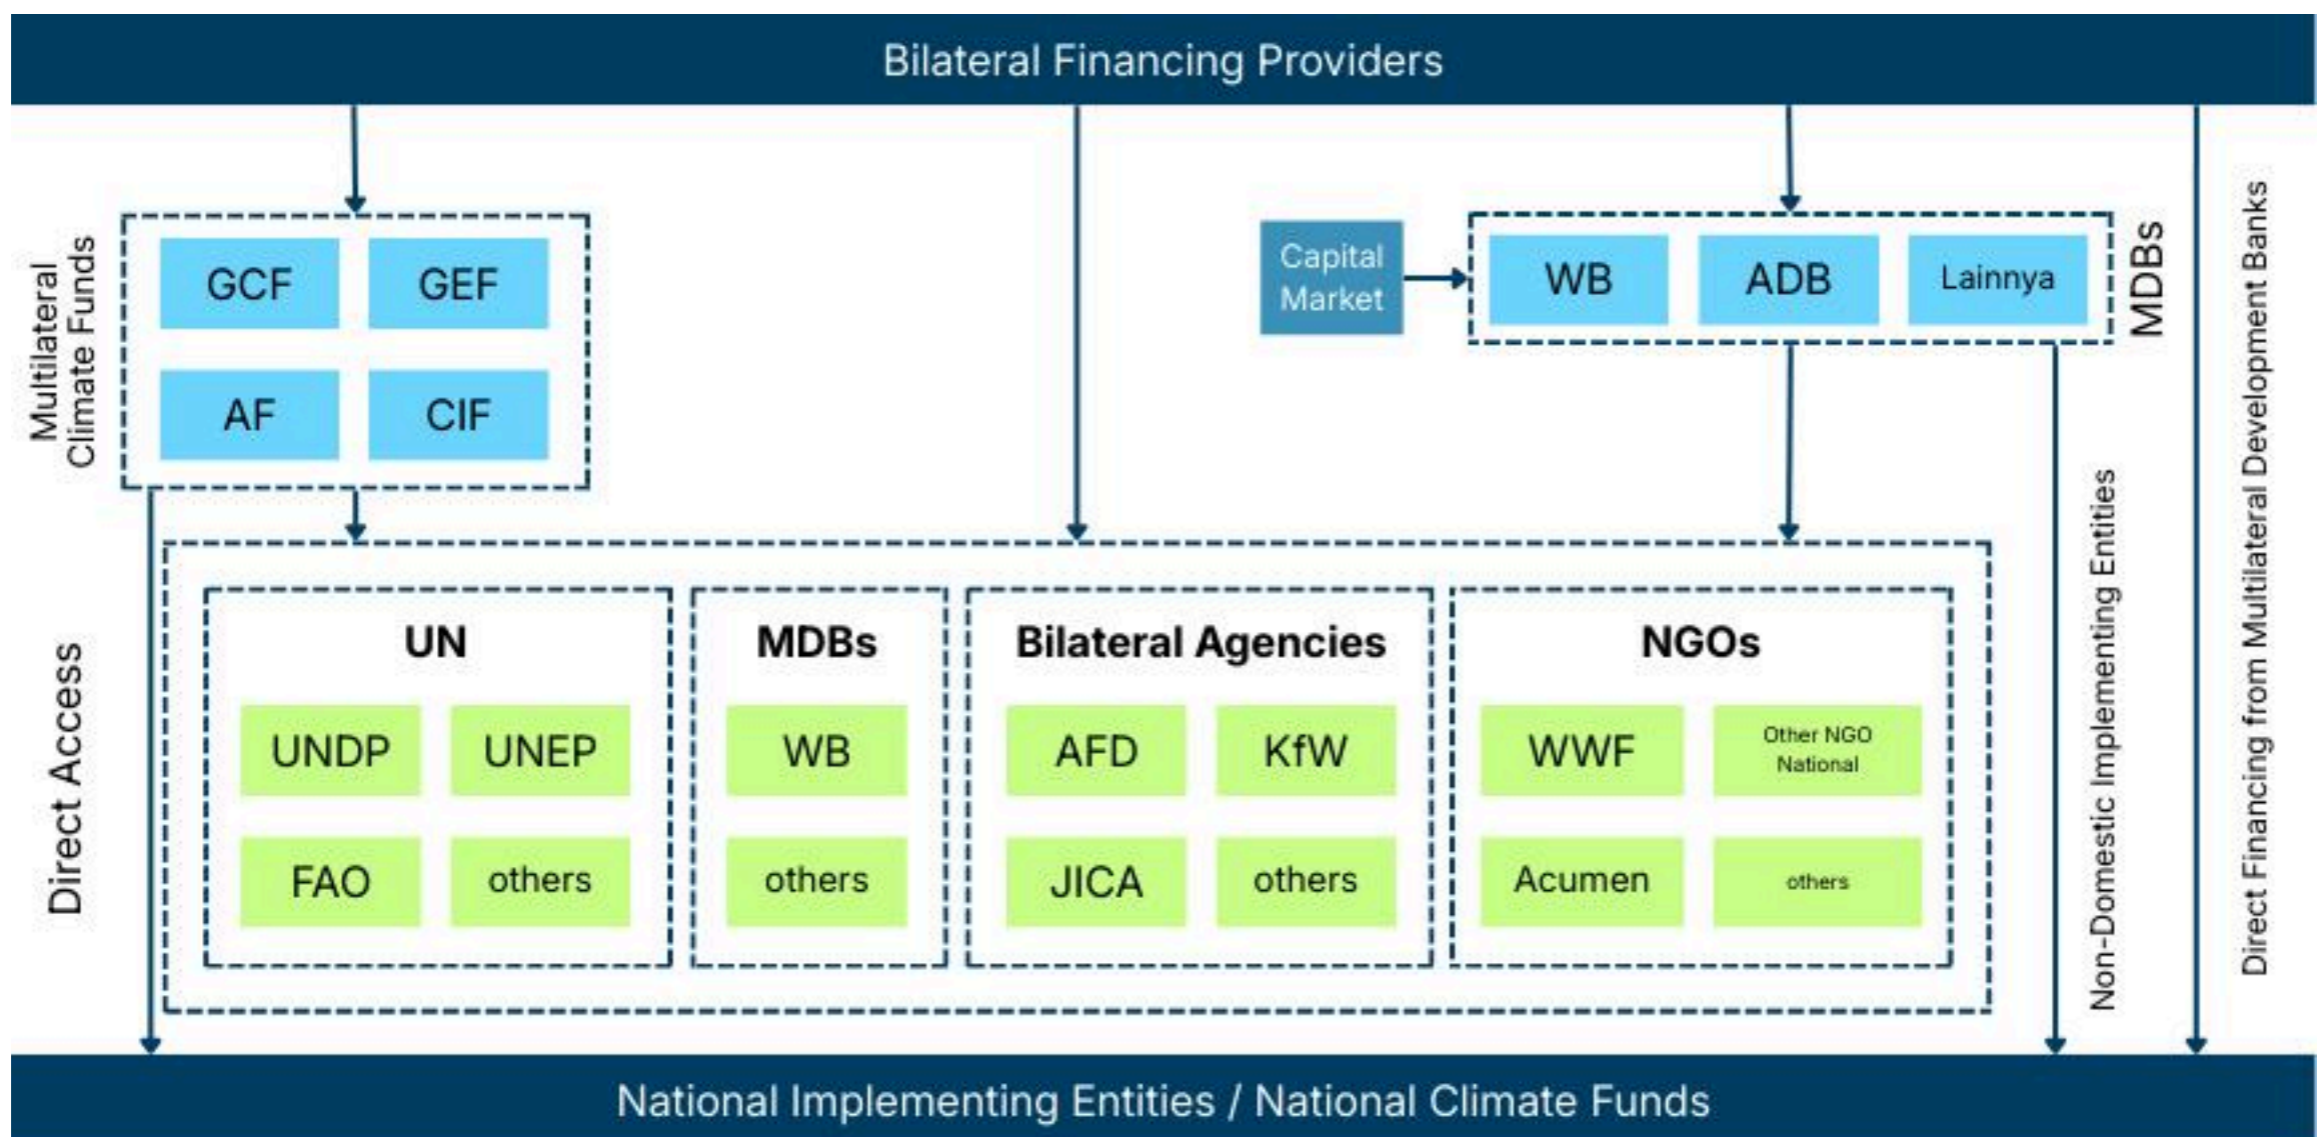 Bilateral Financing Providers
Multilateral
Climate Funds
GCF
GEF
AF
CIF
Capital
Market
WB
ADB
Lainnya
MDBs
Direct Access
UN
UNDP
UNEP
FAO
others
MDBs
WB
others
Bilateral Agencies
AFD
KfW
JICA
others
NGOs
WWF
Other NGO
National
Acumen
others
Non-Domestic Implementing Entities
Direct Financing from Multilateral Development Banks
National Implementing Entities / National Climate Funds